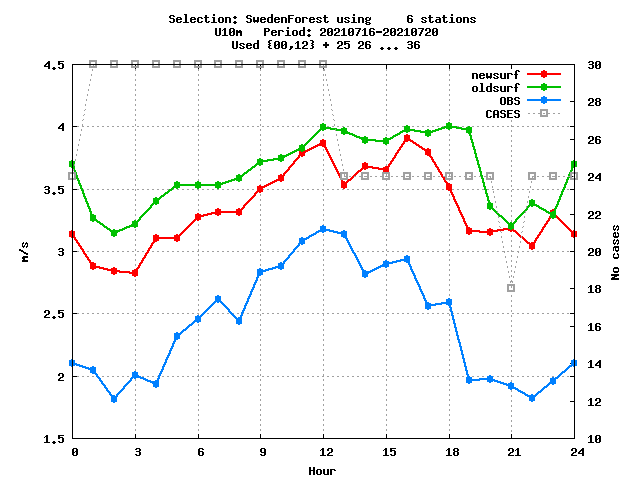 Selection: SwedenForest using 6 stations
U10m Period: 20210716-20210720
Used {00,12} + 25 26 ... 36
newsurf
oldsurf
OBS
CASES
m/s
4.5
4
3.5
3
2.5
2
1.5
30
28
26
24
22
20
18
16
14
12
10
No cases
0 3 6 9 12 15 18 21 24
Hour